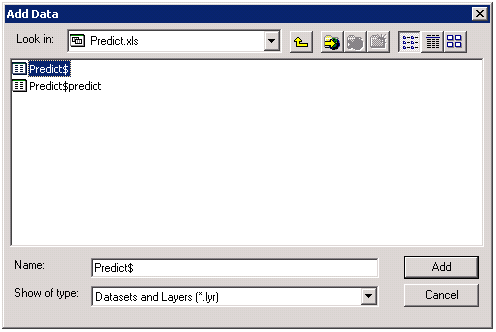 Add Data
Look in: Predict.xls
Predict$
Predict$predict
Name: Predict$ Add
Show of type: Datasets and Layers (*.lyr) Cancel